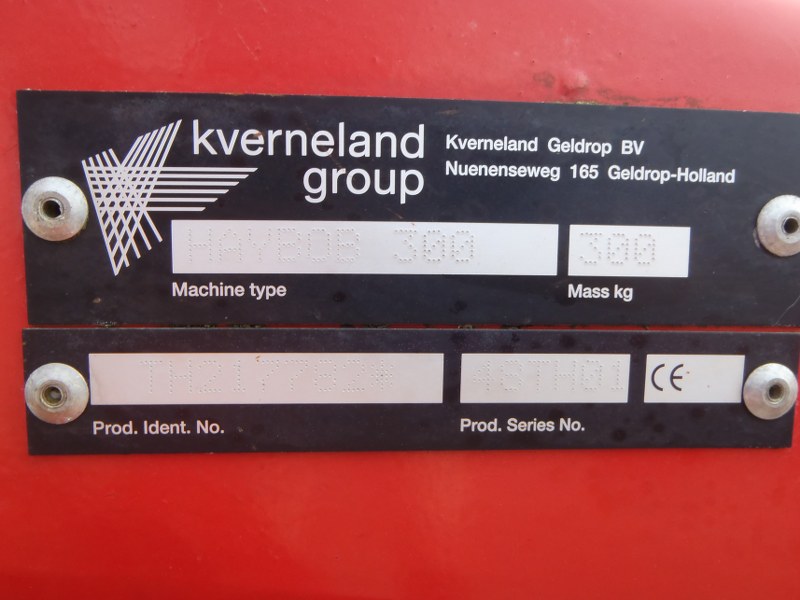 kverneland
group
Kverneland Geldrop BV
Nuenenseweg 165 Geldrop-Holland
HAYBOB 300
300
Machine type
Mass kg
48TH01
CE
Prod. Ident. No.
Prod. Series No.